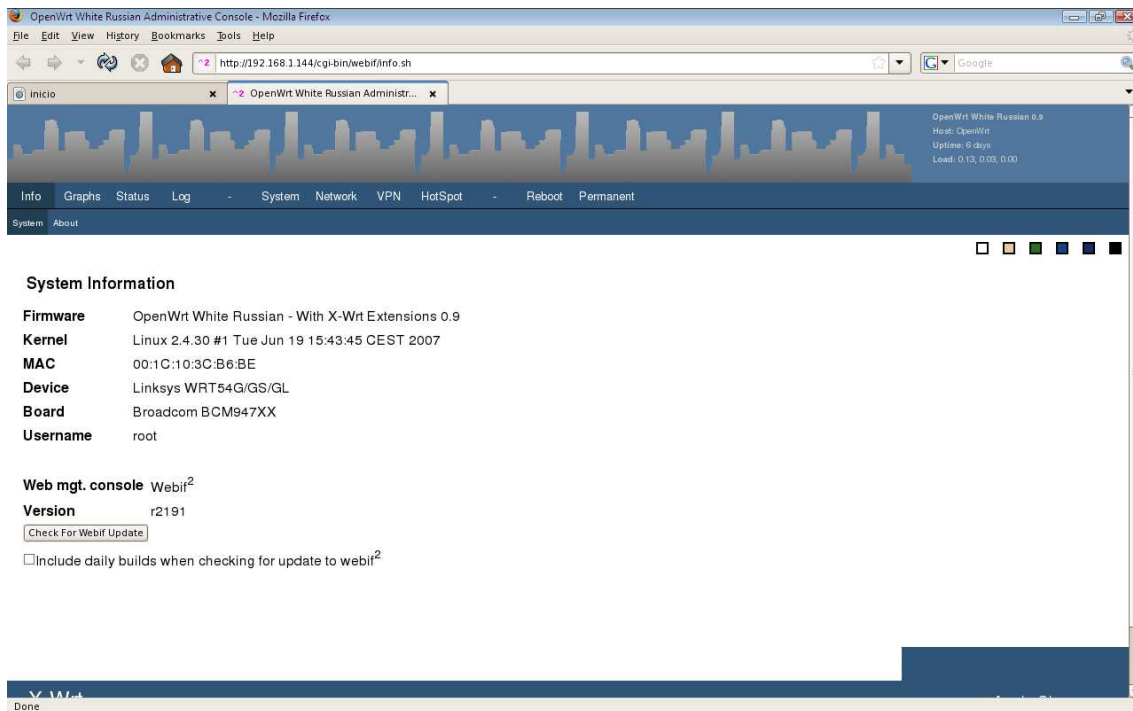 OpenWrt White Russian Administrative Console - Mozilla Firefox
File Edit View History Bookmarks Tools Help
^2 http://192.168.1.144/cgi-bin/webif/info.sh G Google
inicio ^2 OpenWrt White Russian Administr...
OpenWrt White Russian 0.9
Host: OpenWrt
Uptime: 6 days
Load: 0.13, 0.03, 0.00
Info Graphs Status Log - System Network VPN HotSpot - Reboot Permanent
System About
System Information
Firmware OpenWrt White Russian - With X-Wrt Extensions 0.9
Kernel Linux 2.4.30 #1 Tue Jun 19 15:43:45 CEST 2007
MAC 00:1C:10:3C:B6:BE
Device Linksys WRT54G/GS/GL
Board Broadcom BCM947XX
Username root
Web mgt. console Webif2
Version r2191
Check For Webif Update
Include daily builds when checking for update to webif2
X-Wrt
Done